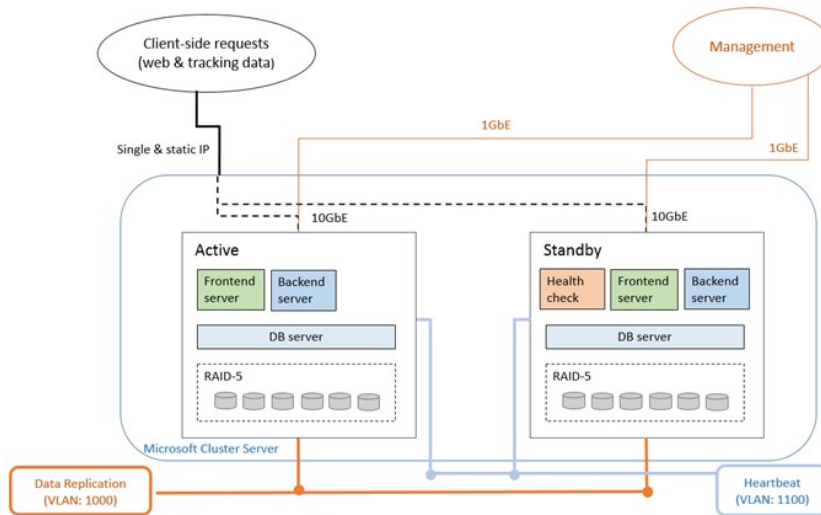 Client-side requests
(web & tracking data)
Management
1GbE
Single & static IP
1GbE
10GbE
10GbE
Active
Standby
Frontend
server
Backend
server
Health
check
Frontend
server
Backend
server
DB server
DB server
RAID-5
RAID-5
Microsoft Cluster Server
Data Replication
(VLAN: 1000)
Heartbeat
(VLAN: 1100)